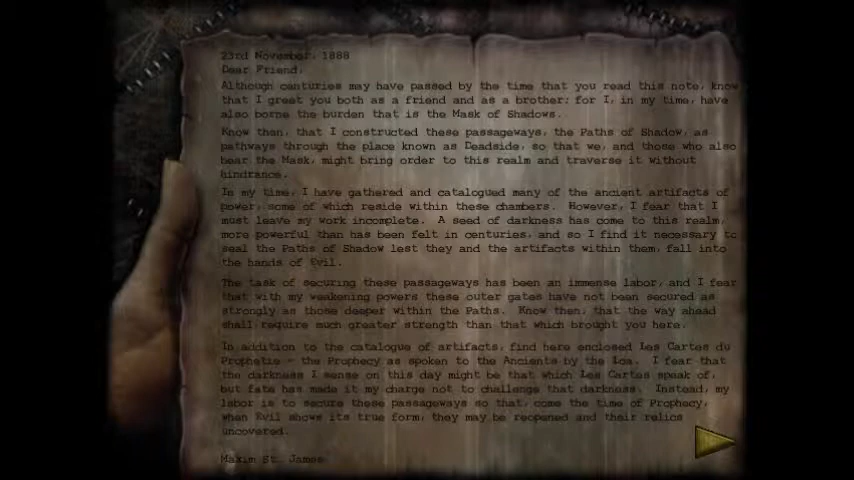 23rd November, 1888
Dear Friend,
Although centuries may have passed by the time that you read this note, know
that I greet you both as a friend and as a brother; for I, in my time, have
also borne the burden that is the Mask of Shadows.
Know then, that I constructed these passageways, the Paths of Shadow, as
pathways through the place known as Deadside, so that we, and those who also
bear the Mask, might bring order to this realm and traverse it without
hindrance.
In my time, I have gathered and catalogued many of the ancient artifacts of
power, some of which reside within these chambers. However, I fear that I
must leave my work incomplete. A seed of darkness has come to this realm,
more powerful than has been felt in centuries, and so I find it necessary to
seal the Paths of Shadow lest they and the artifacts within them, fall into
the hands of Evil.
The task of securing these passageways has been an immense labor, and I fear
that with my weakening powers these outer gates have not been secured as
strongly as those deeper within the Paths. Know then, that the way ahead
shall require much greater strength than that which brought you here.
In addition to the catalogue of artifacts, find here enclosed Les Cartes du
Prophetie - the Prophecy as spoken to the Ancients by the Loa. I fear that
the darkness I sense on this day might be that which Les Cartes speak of,
but fate has made it my charge not to challenge that darkness. Instead, my
labor is to secure these passageways so that, come the time of Prophecy,
when Evil shows its true form, they may be reopened and their relics
uncovered.
Maxim St. James